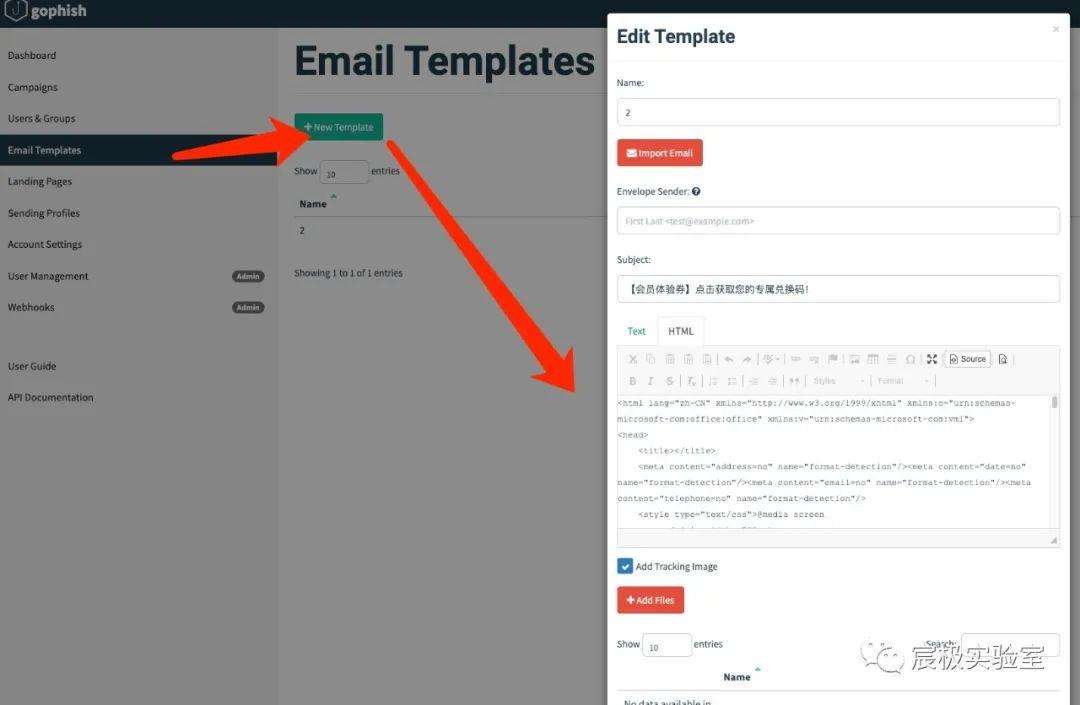 gophish
Dashboard
Campaigns
Users & Groups
Email Templates
Landing Pages
Sending Profiles
Account Settings
User Management Admin
Webhooks Admin
User Guide
API Documentation
Email Templates
+ New Template
Show 10 entries
Name
2
Showing 1 to 1 of 1 entries
Edit Template
×
Name:
2
Import Email
Envelope Sender:
First Last <test@example.com>
Subject:
【会员体验券】点击获取您的专属兑换码!
Text HTML
Source
B I S Tx Styles Format
<html lang="zh-CN" xmlns="http://www.w3.org/1999/xhtml" xmlns:o="urn:schemas-
microsoft-com:office:office" xmlns:v="urn:schemas-microsoft-com:vml">
<head>
<title></title>
<meta content="address=no" name="format-detection"/><meta content="date=no"
name="format-detection"/><meta content="email=no" name="format-detection"/><meta
content="telephone=no" name="format-detection"/>
<style type="text/css">@media screen
Add Tracking Image
+ Add Files
Show 10 entries
Search:
宸极实验室
Name
No data available in